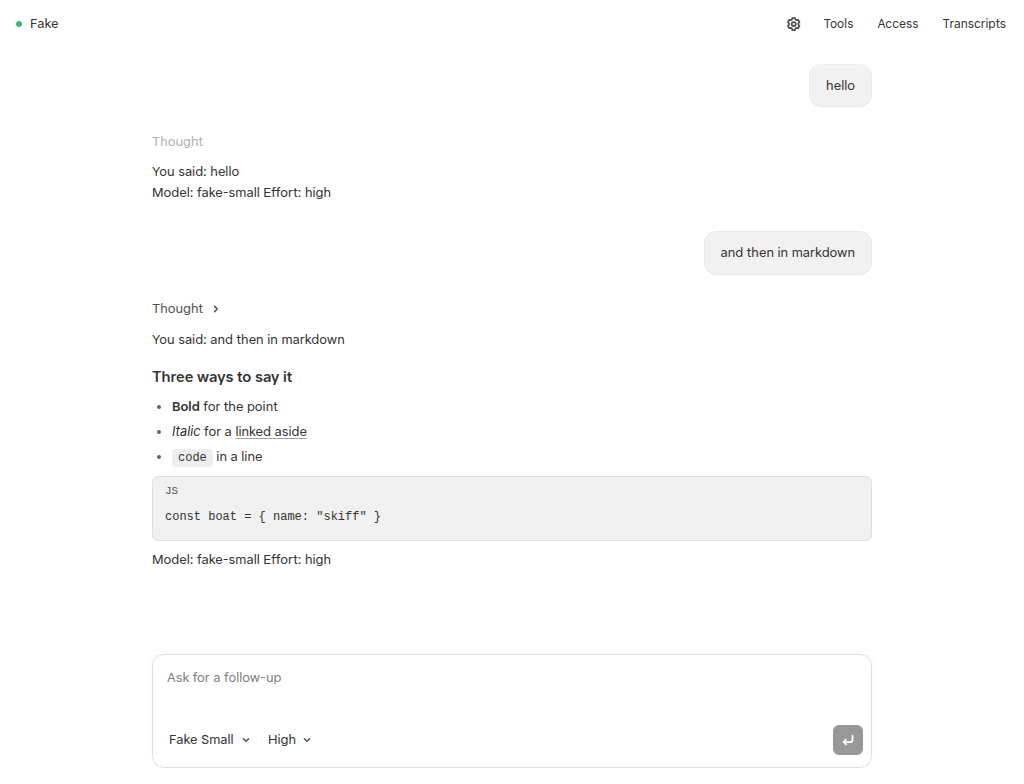 Fake
Tools
Access
Transcripts
hello
Thought
You said: hello
Model: fake-small Effort: high
and then in markdown
Thought
You said: and then in markdown
Three ways to say it
Bold for the point
Italic for a linked aside
code in a line
JS
const boat = { name: "skiff" }
Model: fake-small Effort: high
Ask for a follow-up
Fake Small
High